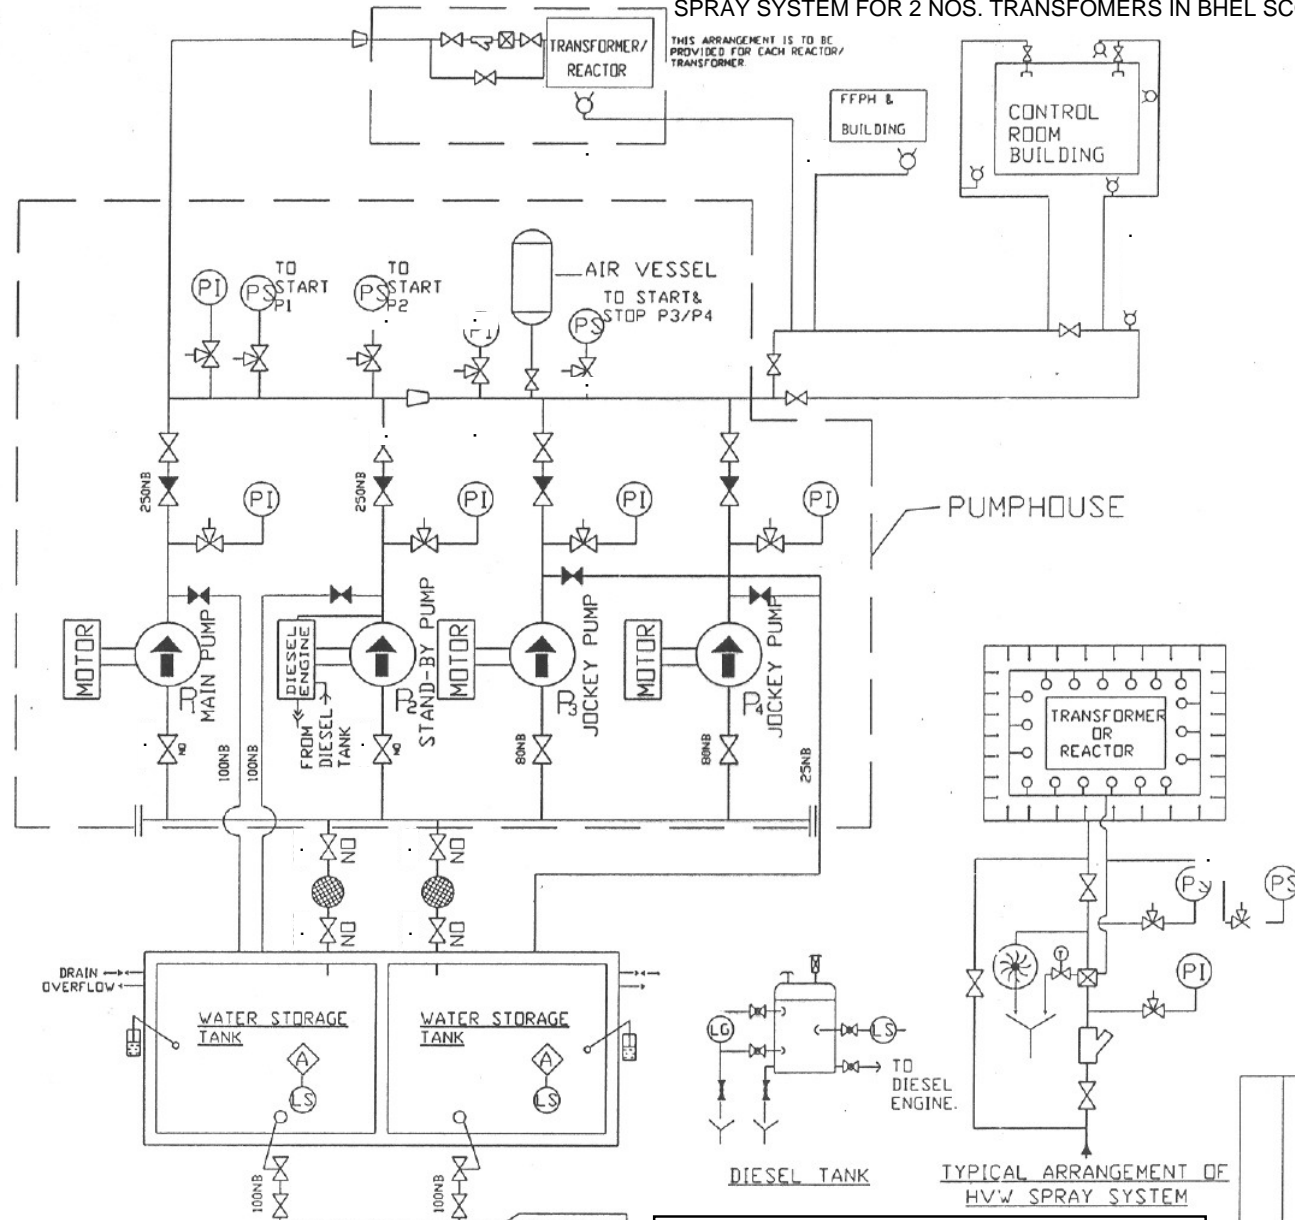 SPRAY SYSTEM FOR 2 NOS. TRANSFOMERS IN BHEL SC
THIS ARRANGEMENT IS TO BE
PROVIDED FOR EACH REACTOR/
TRANSFORMER.
TRANSFORMER/
REACTOR
FFPH &
BUILDING
CONTROL
ROOM
BUILDING
PI
PS
TO
START
P1
PS
TO
START
P2
PI
AIR VESSEL
TO START&
STOP P3/P4
PS
250NB
PI
250NB
PI
PI
PI
PUMPHOUSE
MOTOR
P1
MAIN PUMP
DIESEL
ENGINE
P2
STAND-BY PUMP
MOTOR
P3
JOCKEY PUMP
MOTOR
P4
JOCKEY PUMP
NO
100NB
100NB
FROM
DIESEL
TANK
NO
80NB
80NB
25NB
TRANSFORMER
OR
REACTOR
NO
NO
NO
NO
PS
PS
PI
DRAIN
OVERFLOW
WATER STORAGE
TANK
A
LS
WATER STORAGE
TANK
A
LS
100NB
100NB
LG
LS
TO
DIESEL
ENGINE.
DIESEL TANK
TYPICAL ARRANGEMENT OF
HVW SPRAY SYSTEM